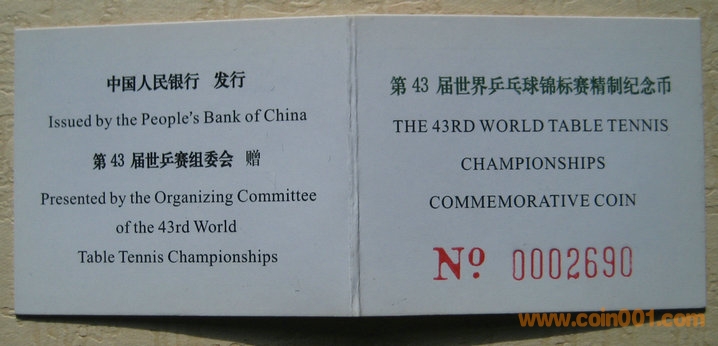 中国人民银行 发行
Issued by the People's Bank of China
第 43 届世乒赛组委会 赠
Presented by the Organizing Committee
of the 43rd World
Table Tennis Championships
第 43 届世界乒乓球锦标赛精制纪念币
THE 43RD WORLD TABLE TENNIS
CHAMPIONSHIPS
COMMEMORATIVE COIN
Nº 0002690
www.coin001.com